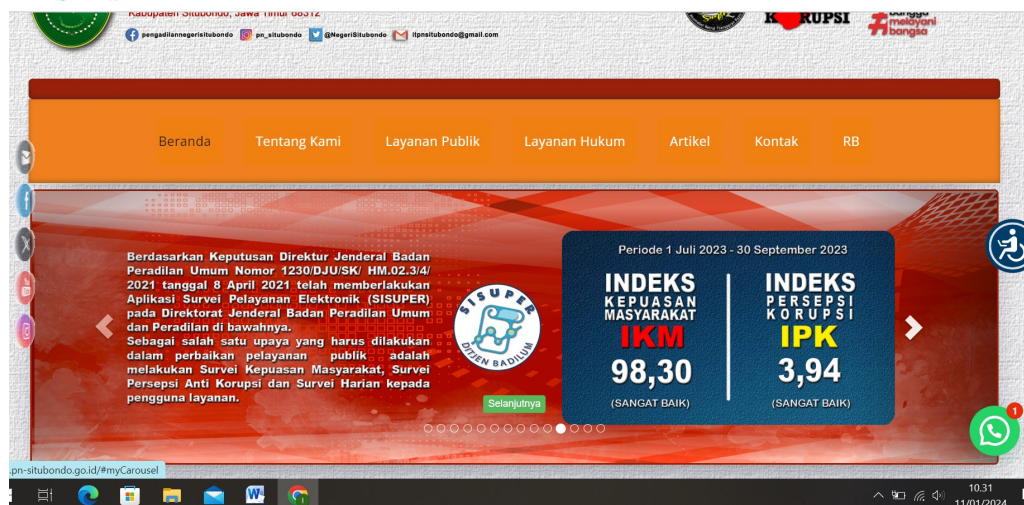 Kabupaten Situbondo, Jawa Timur 68312
pengadilannegerisitubondo pn_situbondo @NegeriSitubondo itpnsitubondo@gmail.com
K RUPSI
bangga
melayani
bangsa
Beranda Tentang Kami Layanan Publik Layanan Hukum Artikel Kontak RB
Berdasarkan Keputusan Direktur Jenderal Badan
Peradilan Umum Nomor 1230/DJU/SK/ HM.02.3/4/
2021 tanggal 8 April 2021 telah memberlakukan
Aplikasi Survei Pelayanan Elektronik (SISUPER)
pada Direktorat Jenderal Badan Peradilan Umum
dan Peradilan di bawahnya.
Sebagai salah satu upaya yang harus dilakukan
dalam perbaikan pelayanan publik adalah
melakukan Survei Kepuasan Masyarakat, Survei
Persepsi Anti Korupsi dan Survei Harian kepada
pengguna layanan.
SISUPER
DITJEN BADILUM
Selanjutnya
Periode 1 Juli 2023 - 30 September 2023
INDEKS
KEPUASAN
MASYARAKAT
IKM
98,30
(SANGAT BAIK)
INDEKS
PERSEPSI
KORUPSI
IPK
3,94
(SANGAT BAIK)
1
.pn-situbondo.go.id/#myCarousel
10.31
11/01/2024